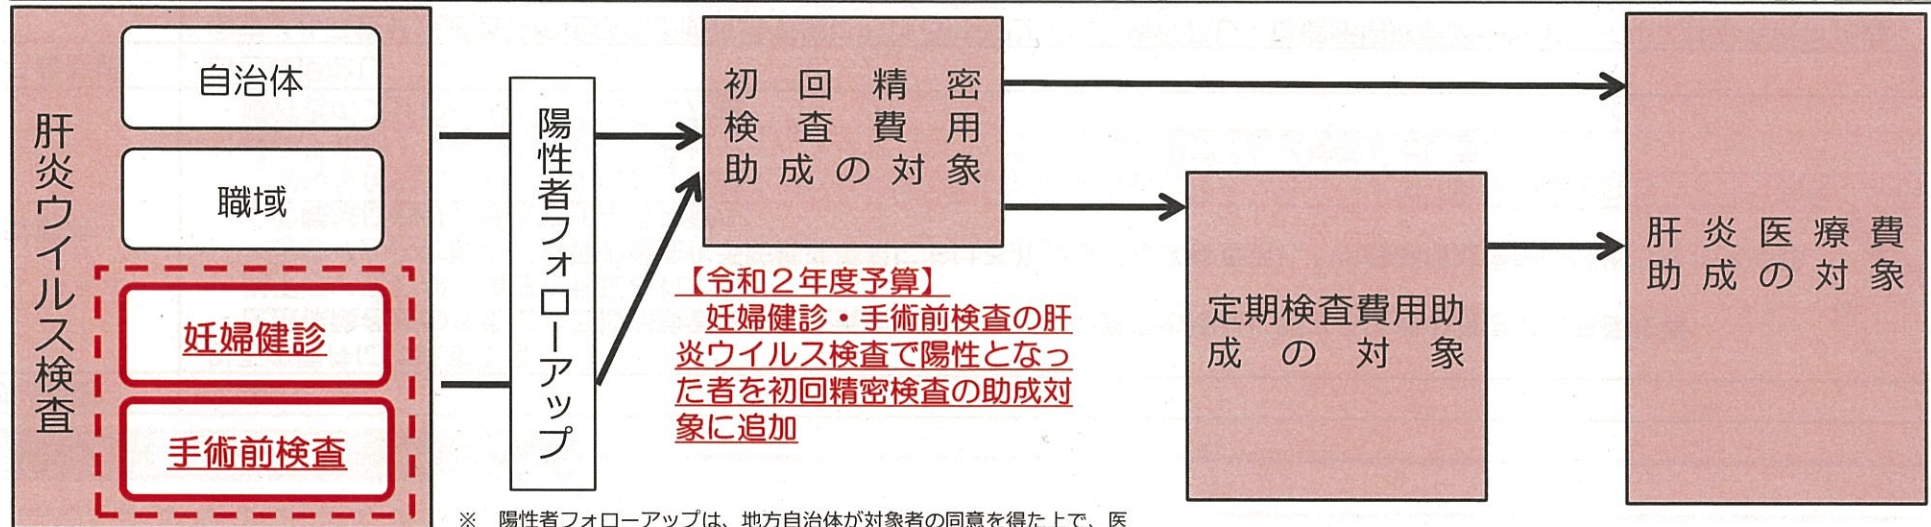 肝炎ウイルス検査
自治体
職域
妊婦健診
手術前検査
陽性者フォローアップ
初回精密
検査費用
助成の対象
【令和２年度予算】
妊婦健診・手術前検査の肝
炎ウイルス検査で陽性となっ
た者を初回精密検査の助成対
象に追加
定期検査費用助
成の対象
肝炎医療費
助成の対象
※　陽性者フォローアップは、地方自治体が対象者の同意を得た上で、医